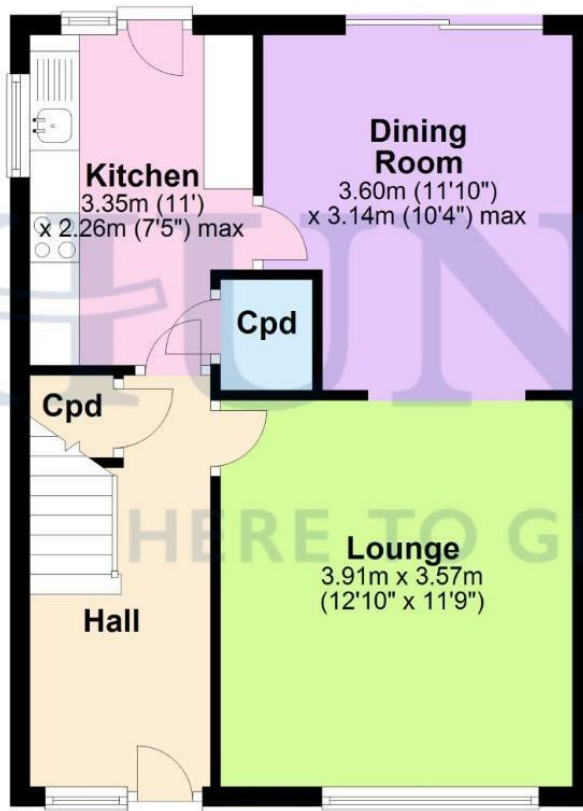 Kitchen
3.35m (11')
x 2.26m (7'5") max
Dining
Room
3.60m (11'10")
x 3.14m (10'4") max
HUN
Cpd
Cpd
HERE TO G
Lounge
3.91m x 3.57m
(12'10" x 11'9")
Hall